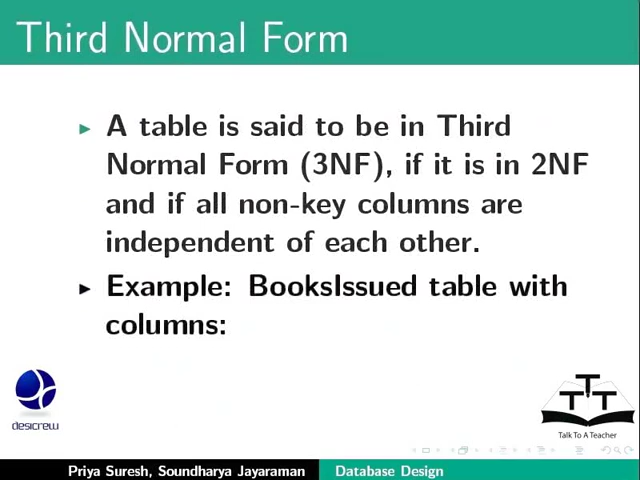 Third Normal Form
A table is said to be in Third
Normal Form (3NF), if it is in 2NF
and if all non-key columns are
independent of each other.
Example: BooksIssued table with
columns:
desicrew
TTT
Talk To A Teacher
Priya Suresh, Soundharya Jayaraman Database Design